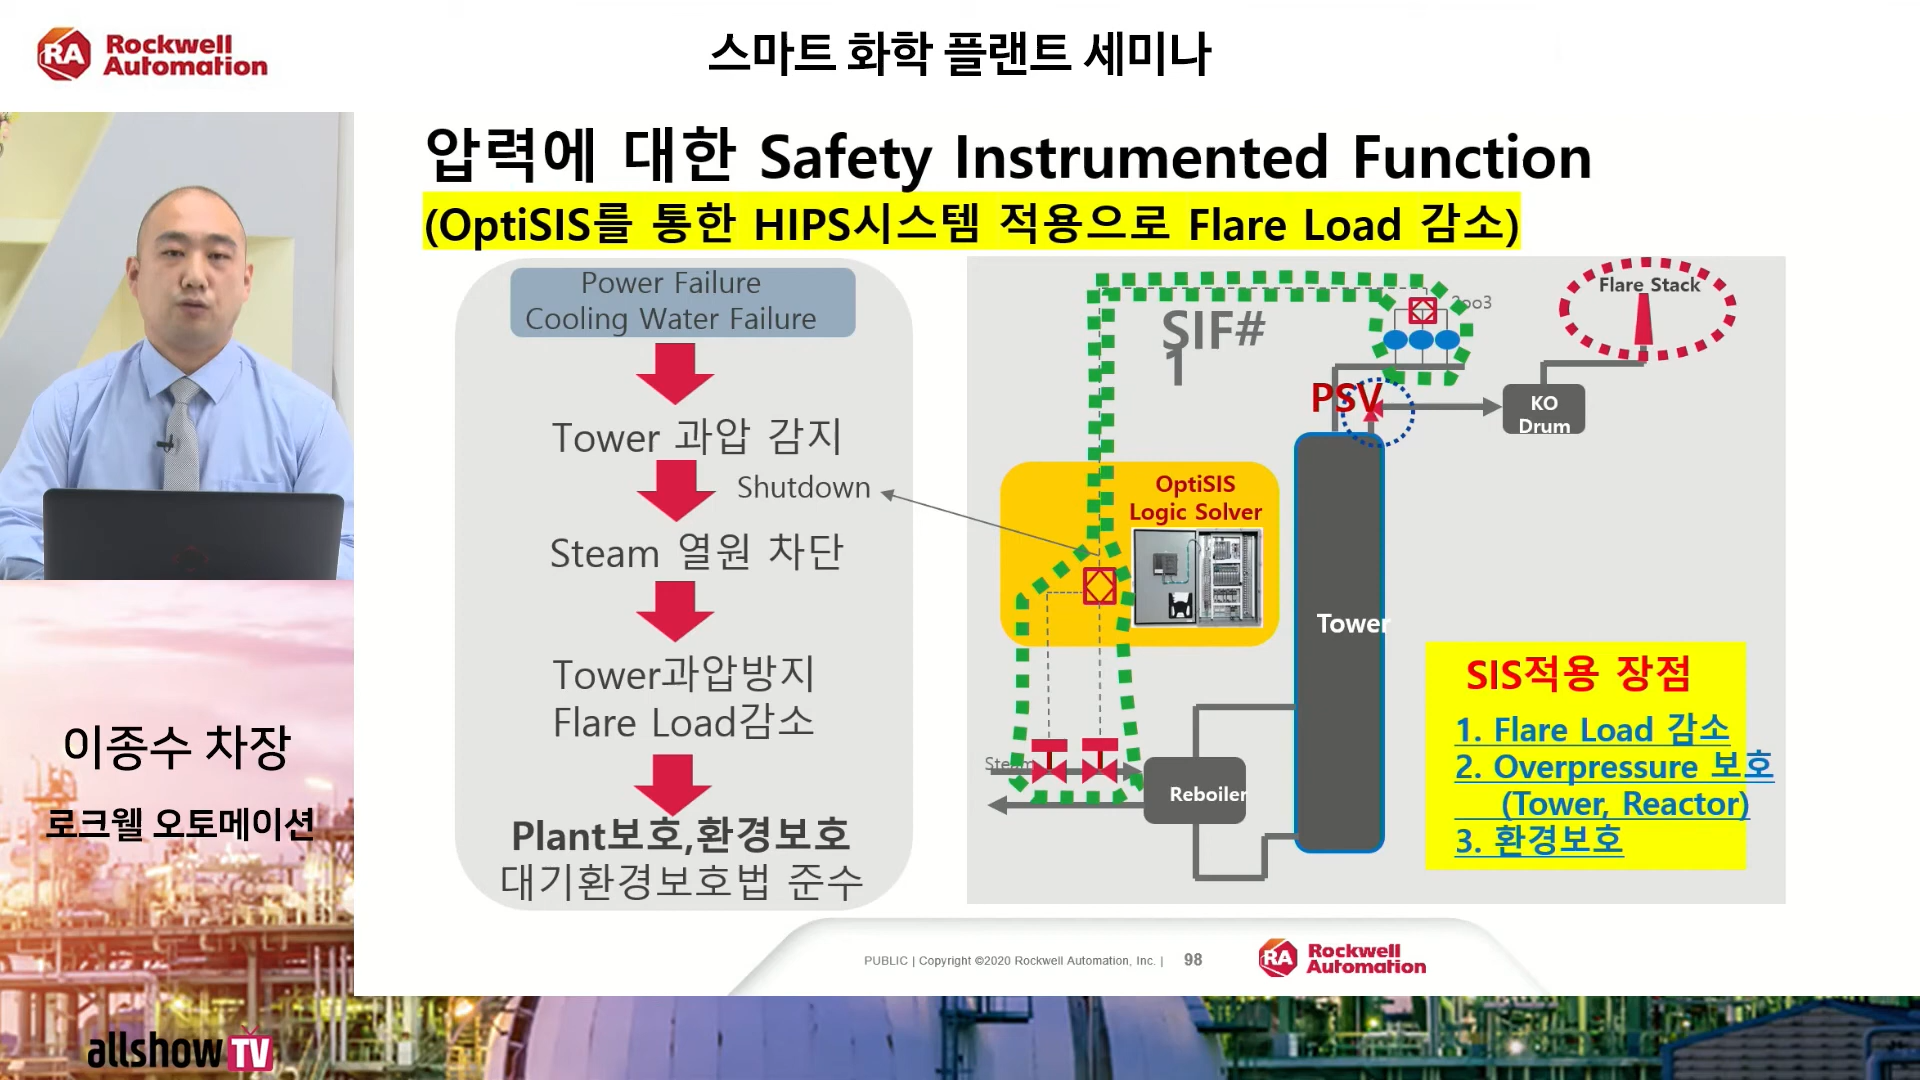 Rockwell
Automation
스마트 화학 플랜트 세미나
압력에 대한 Safety Instrumented Function
(OptiSIS를 통한 HIPS시스템 적용으로 Flare Load 감소)
Power Failure
Cooling Water Failure
Tower 과압 감지
Shutdown
Steam 열원 차단
Tower과압방지
Flare Load감소
Plant보호,환경보호
대기환경보호법 준수
SIF#
1
2oo3
Flare Stack
PSV
KO
Drum
OptiSIS
Logic Solver
Tower
Steam
Reboiler
SIS적용 장점
1. Flare Load 감소
2. Overpressure 보호
(Tower, Reactor)
3. 환경보호
이종수 차장
로크웰 오토메이션
PUBLIC | Copyright ©2020 Rockwell Automation, Inc. | 98
RA Rockwell
Automation
allshow TV